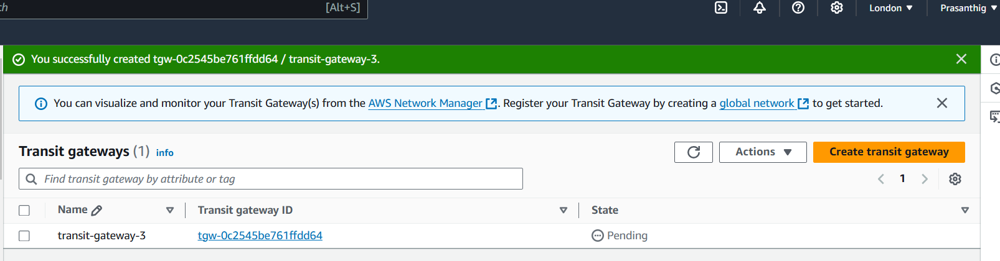 [Alt+S]
London
Prasanthig
You successfully created tgw-0c2545be761ffdd64 / transit-gateway-3.
You can visualize and monitor your Transit Gateway(s) from the AWS Network Manager. Register your Transit Gateway by creating a global network to get started.
Transit gateways (1) info
Actions
Create transit gateway
Find transit gateway by attribute or tag
1
Name
Transit gateway ID
State
transit-gateway-3
tgw-0c2545be761ffdd64
Pending